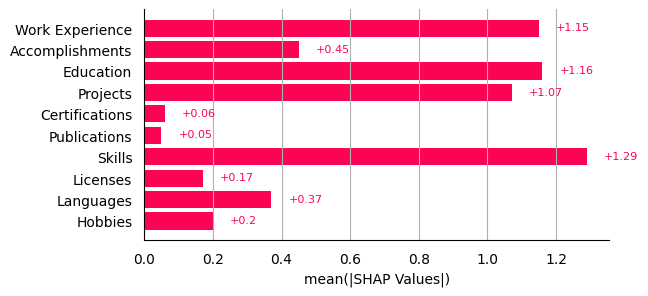 Work Experience +1.15
Accomplishments +0.45
Education +1.16
Projects +1.07
Certifications +0.06
Publications +0.05
Skills +1.29
Licenses +0.17
Languages +0.37
Hobbies +0.2
0.0 0.2 0.4 0.6 0.8 1.0 1.2
mean(|SHAP Values|)